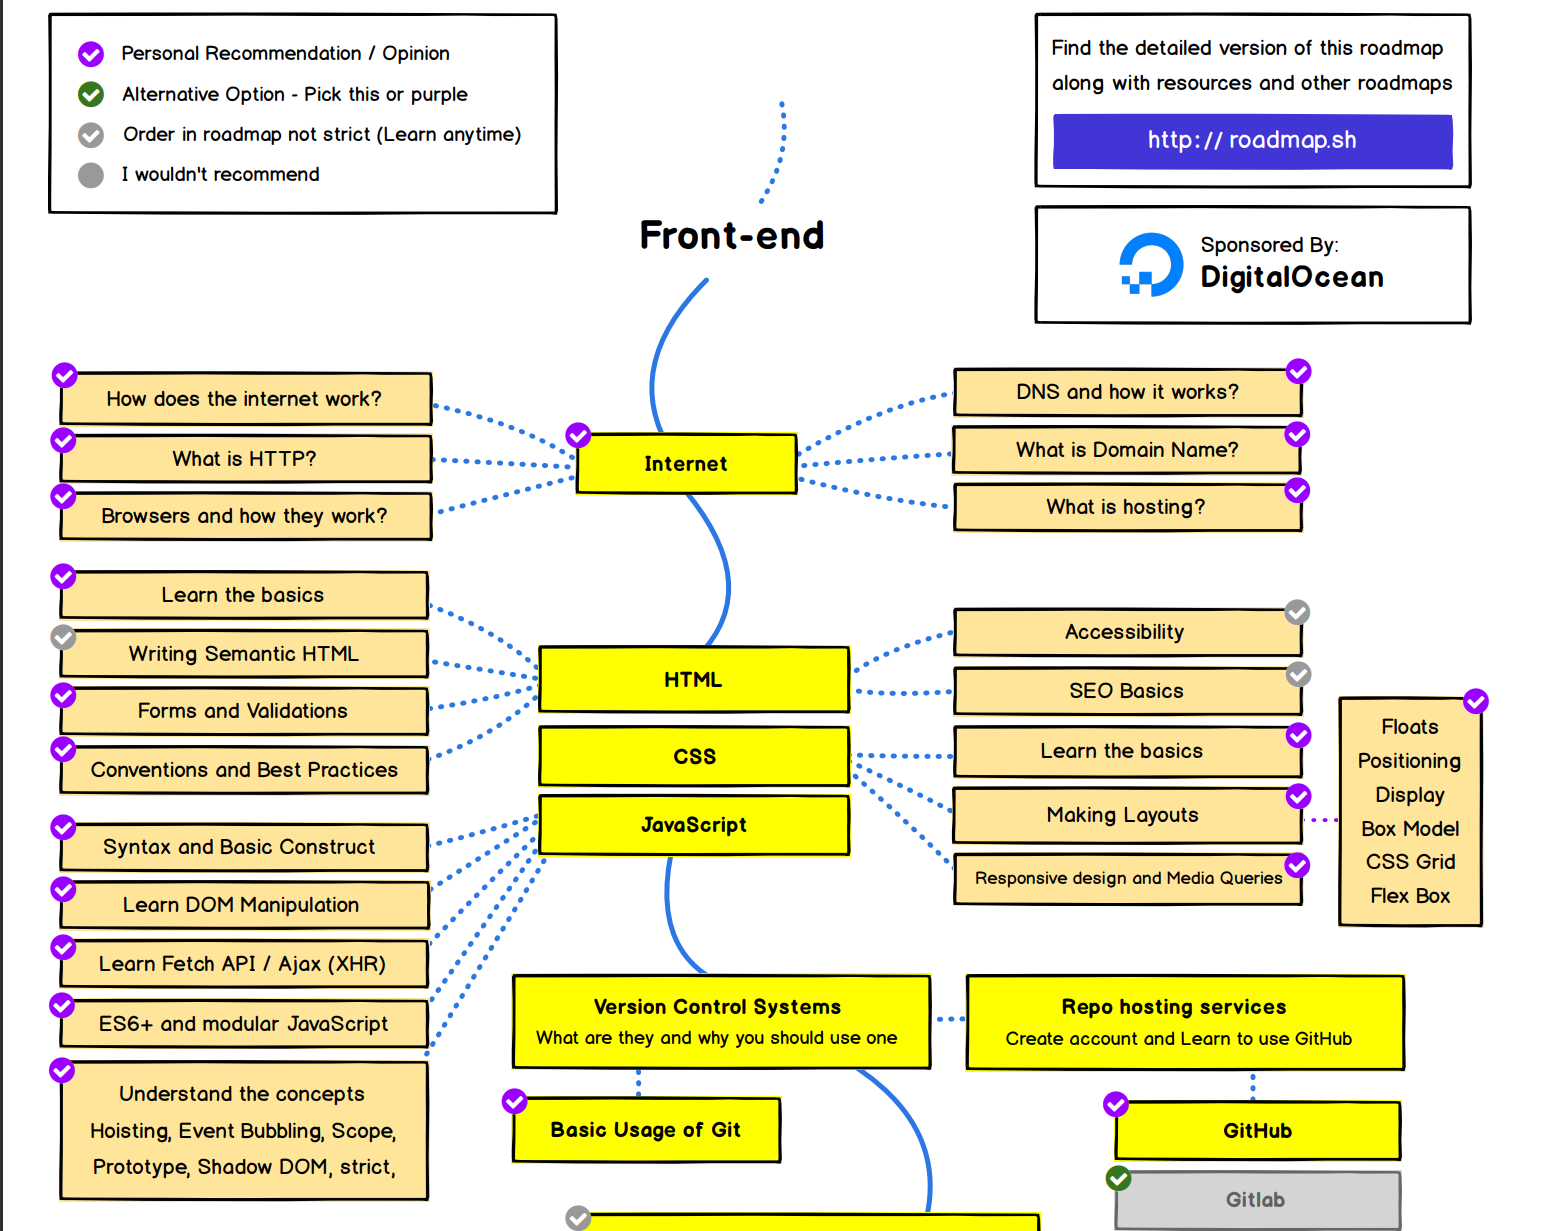 Personal Recommendation / Opinion
Alternative Option - Pick this or purple
Order in roadmap not strict (Learn anytime)
I wouldn't recommend
Find the detailed version of this roadmap
along with resources and other roadmaps
http: // roadmap.sh
Sponsored By:
DigitalOcean
Front-end
How does the internet work?
What is HTTP?
Browsers and how they work?
Internet
DNS and how it works?
What is Domain Name?
What is hosting?
Learn the basics
Writing Semantic HTML
Forms and Validations
Conventions and Best Practices
HTML
Accessibility
SEO Basics
CSS
Learn the basics
Making Layouts
Responsive design and Media Queries
Floats
Positioning
Display
Box Model
CSS Grid
Flex Box
JavaScript
Syntax and Basic Construct
Learn DOM Manipulation
Learn Fetch API / Ajax (XHR)
ES6+ and modular JavaScript
Understand the concepts
Hoisting, Event Bubbling, Scope,
Prototype, Shadow DOM, strict,
Version Control Systems
What are they and why you should use one
Basic Usage of Git
Repo hosting services
Create account and Learn to use GitHub
GitHub
Gitlab